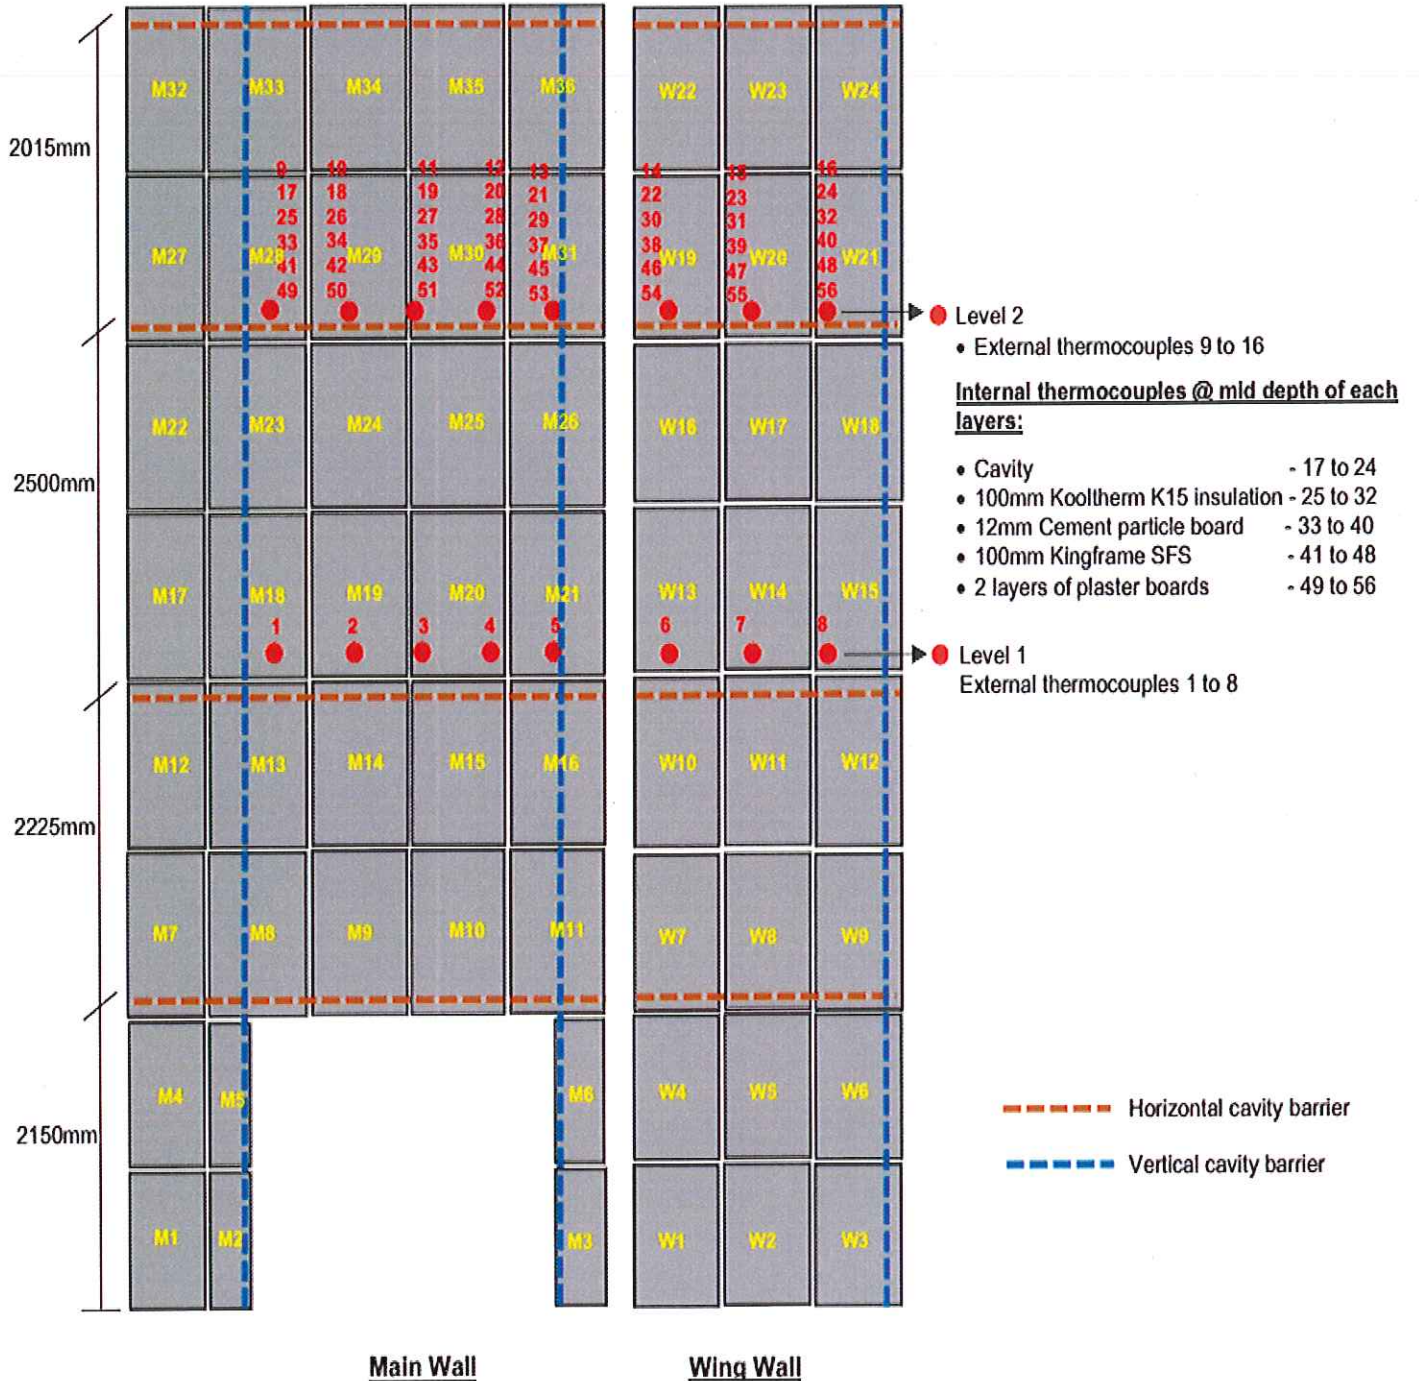 M32 M33 M34 M35 M36 W22 W23 W24
2015mm
9 10 11 12 13 14 15 16
17 18 19 20 21 22 23 24
25 26 27 28 29 30 31 32
33 34 35 36 37 38 39 40
M27 M28 M29 M30 M31 W19 W20 W21
41 42 43 44 45 46 47 48
49 50 51 52 53 54 55 56
Level 2
• External thermocouples 9 to 16
Internal thermocouples @ mid depth of each
layers:
M22 M23 M24 M25 M26 W16 W17 W18
• Cavity - 17 to 24
2500mm
• 100mm Kooltherm K15 insulation - 25 to 32
• 12mm Cement particle board - 33 to 40
• 100mm Kingframe SFS - 41 to 48
• 2 layers of plaster boards - 49 to 56
M17 M18 M19 M20 M21 W13 W14 W15
1 2 3 4 5 6 7 8
Level 1
External thermocouples 1 to 8
M12 M13 M14 M15 M16 W10 W11 W12
2225mm
M7 M8 M9 M10 M11 W7 W8 W9
M4 M5 M6 W4 W5 W6
Horizontal cavity barrier
2150mm
Vertical cavity barrier
M1 M2 M3 W1 W2 W3
Main Wall Wing Wall